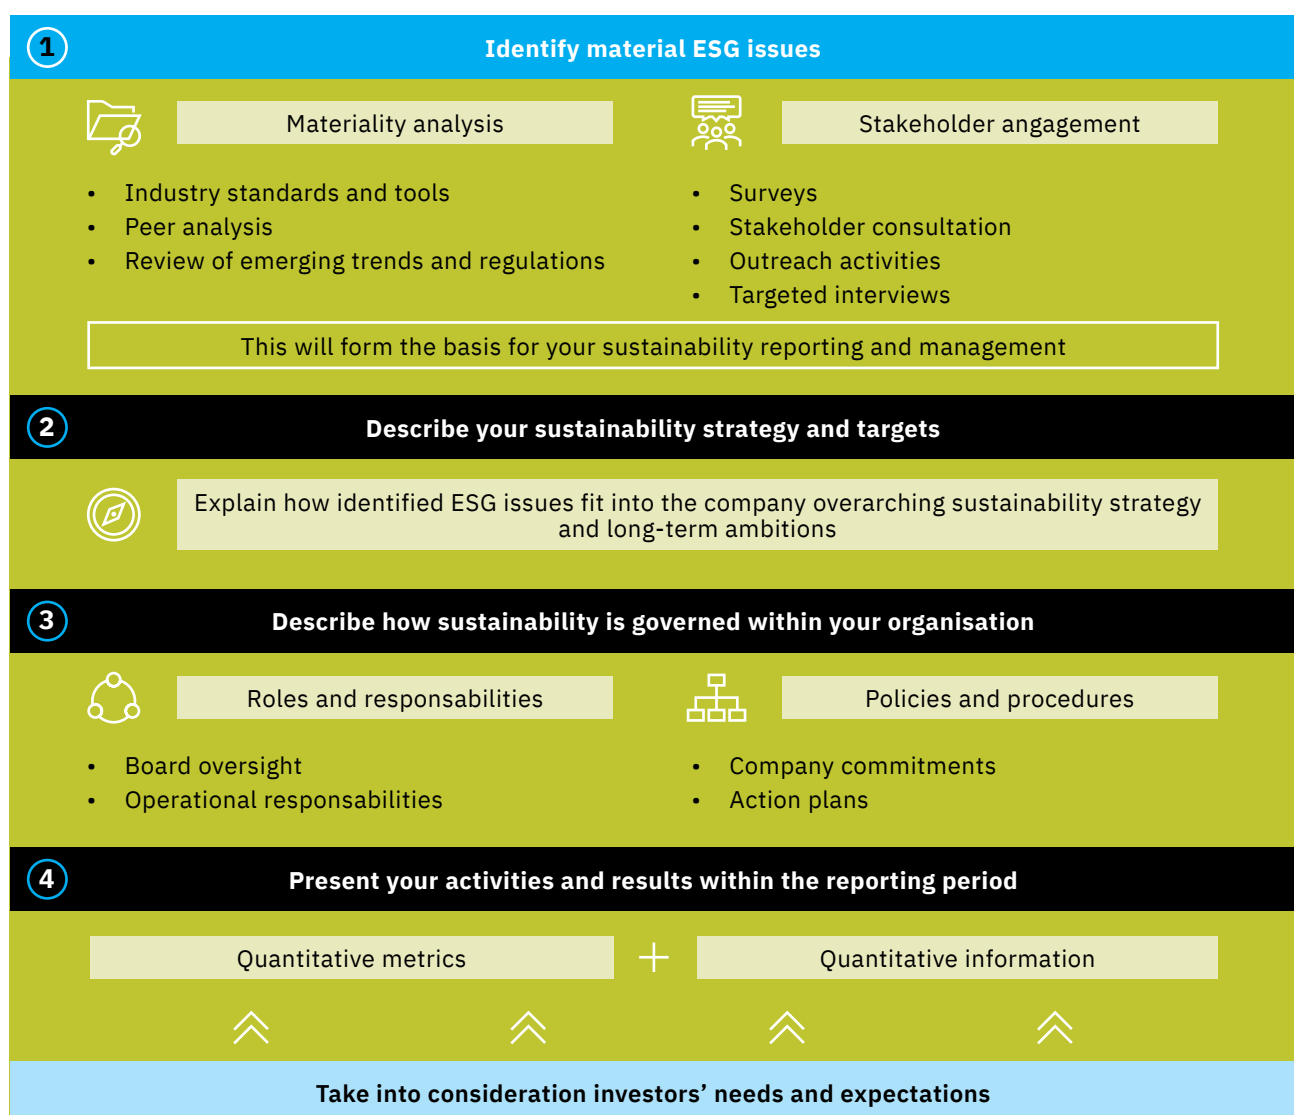 1
Identify material ESG issues
Materiality analysis
Stakeholder angagement
• Industry standards and tools
• Peer analysis
• Review of emerging trends and regulations
• Surveys
• Stakeholder consultation
• Outreach activities
• Targeted interviews
This will form the basis for your sustainability reporting and management
2
Describe your sustainability strategy and targets
Explain how identified ESG issues fit into the company overarching sustainability strategy
and long-term ambitions
3
Describe how sustainability is governed within your organisation
Roles and responsabilities
Policies and procedures
• Board oversight
• Operational responsabilities
• Company commitments
• Action plans
4
Present your activities and results within the reporting period
Quantitative metrics
+
Quantitative information
Take into consideration investors’ needs and expectations